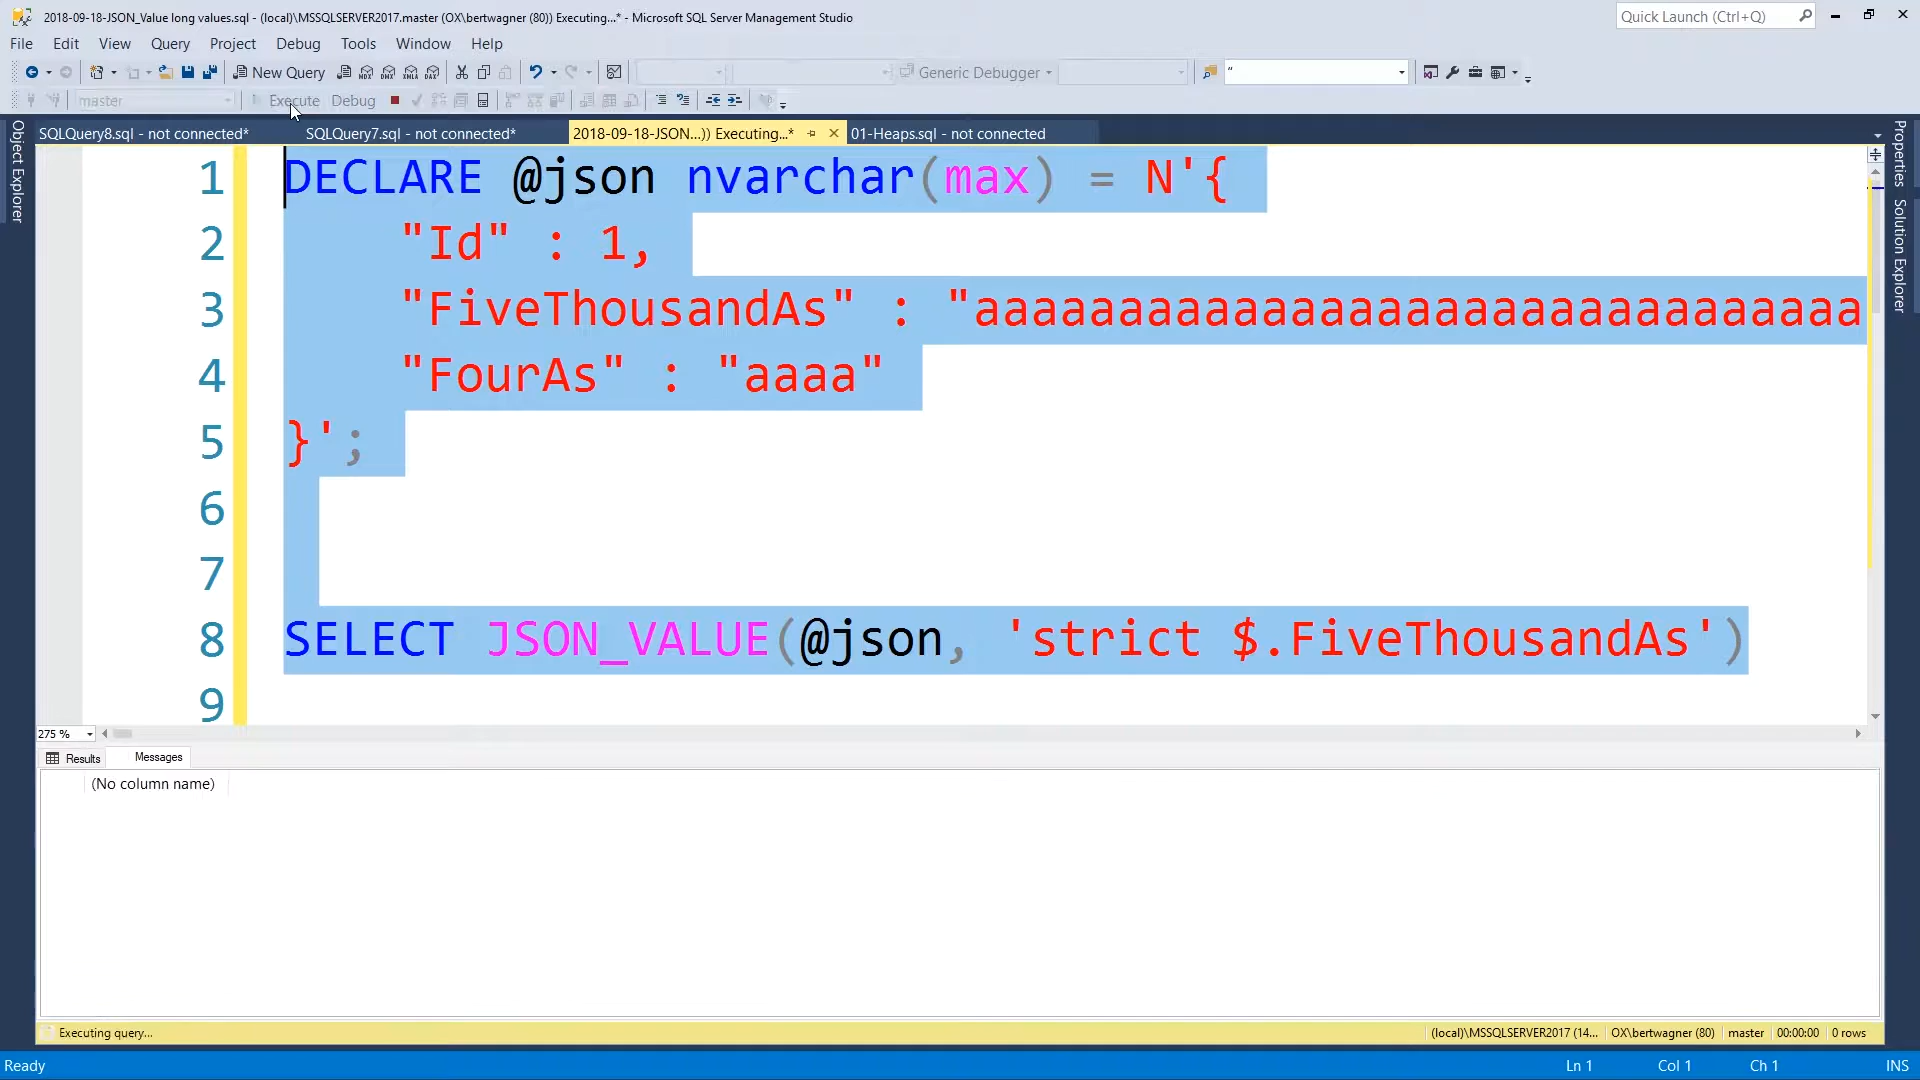 2018-09-18-JSON_Value long values.sql - (local)\MSSQLSERVER2017.master (OX\bertwagner (80)) Executing...* - Microsoft SQL Server Management Studio
Quick Launch (Ctrl+Q)
File Edit View Query Project Debug Tools Window Help
New Query MDX DMX XMLA DAX Generic Debugger "
master Execute Debug
SQLQuery8.sql - not connected* SQLQuery7.sql - not connected* 2018-09-18-JSON...)) Executing...* 01-Heaps.sql - not connected
Object Explorer
Properties
Solution Explorer
1 DECLARE @json nvarchar(max) = N'{
2 "Id" : 1,
3 "FiveThousandAs" : "aaaaaaaaaaaaaaaaaaaaaaaaaaaaaaa
4 "FourAs" : "aaaa"
5 }';
6
7
8 SELECT JSON_VALUE(@json, 'strict $.FiveThousandAs')
9
275 %
Results Messages
(No column name)
Executing query... (local)\MSSQLSERVER2017 (14... OX\bertwagner (80) master 00:00:00 0 rows
Ready Ln 1 Col 1 Ch 1 INS